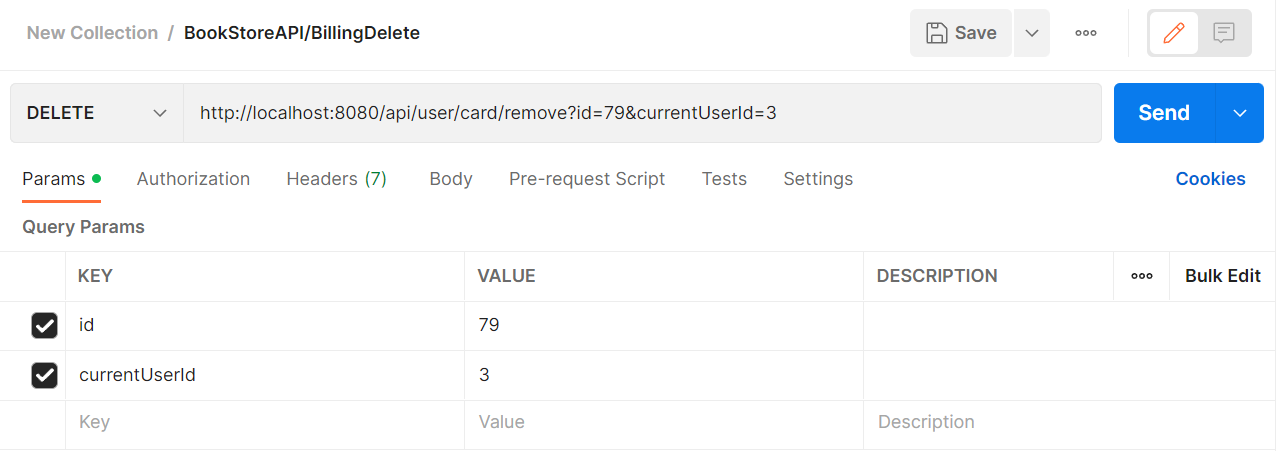 New Collection / BookStoreAPI/BillingDelete
Save
DELETE
http://localhost:8080/api/user/card/remove?id=79&currentUserId=3
Send
Params Authorization Headers (7) Body Pre-request Script Tests Settings Cookies
Query Params
KEY VALUE DESCRIPTION Bulk Edit
id 79
currentUserId 3
Key Value Description